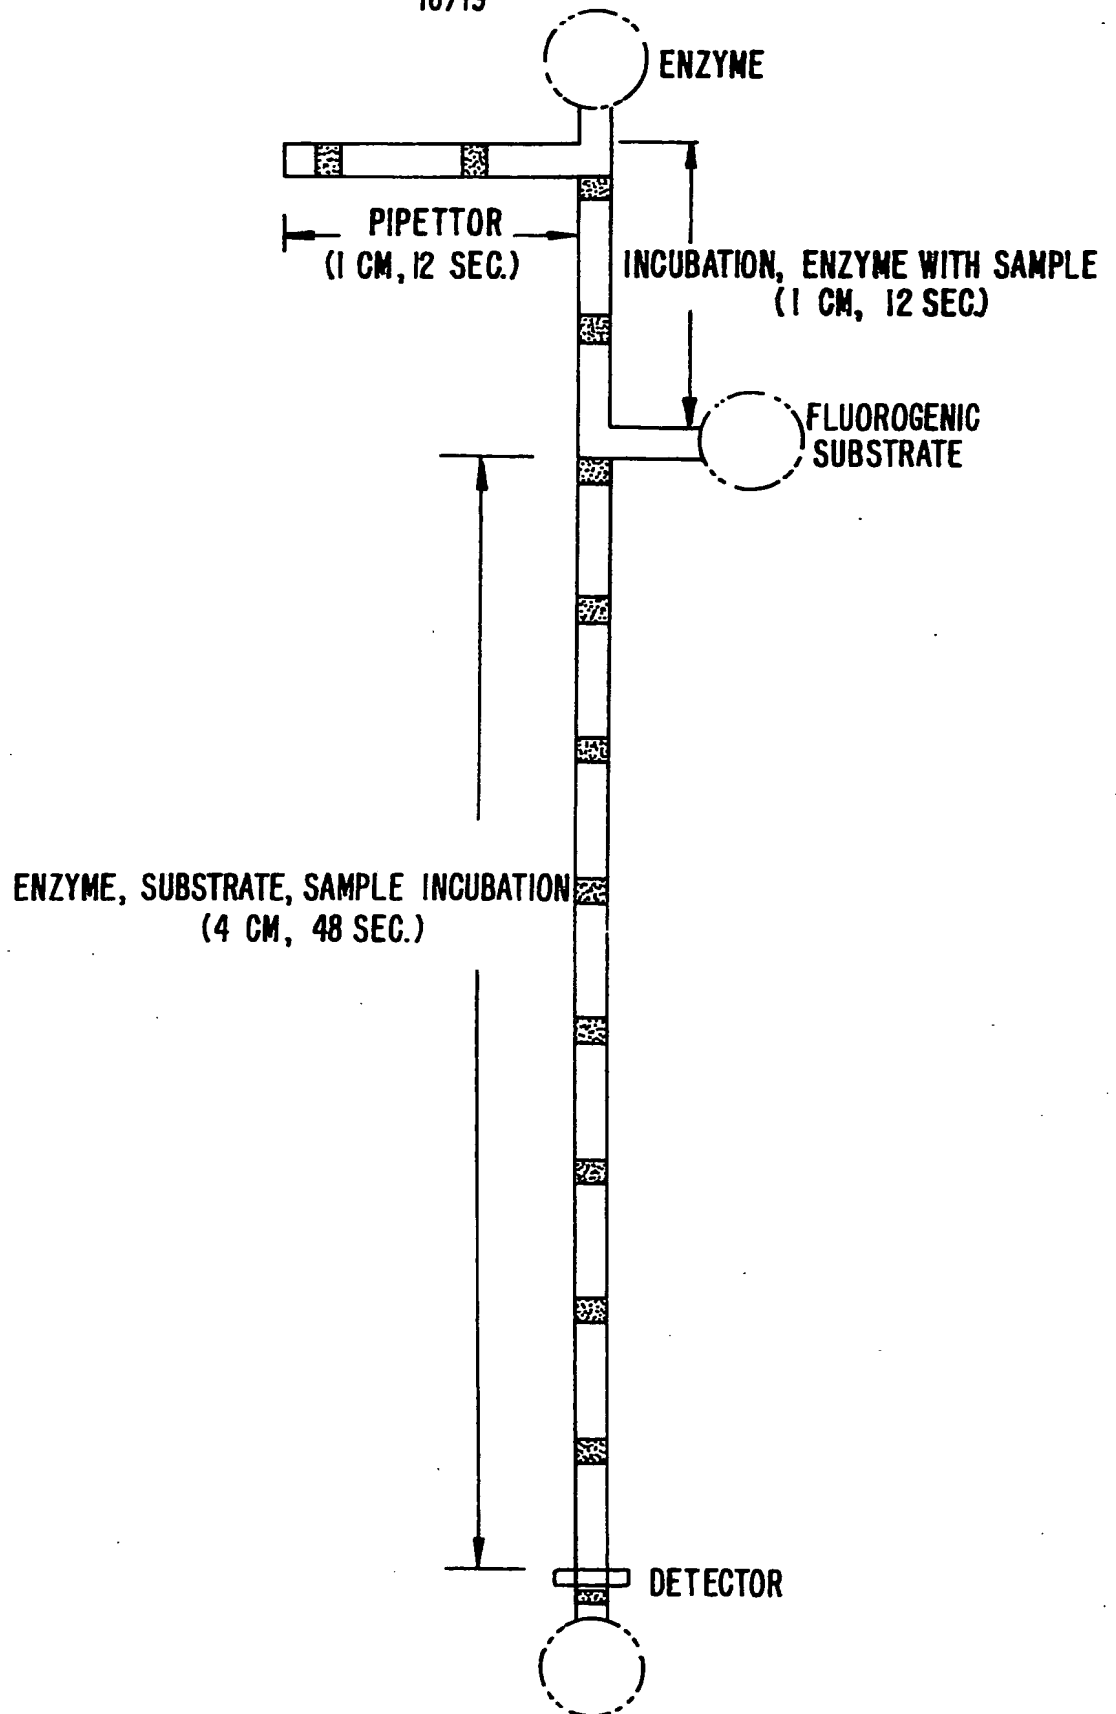 ENZYME
PIPETTOR
(1 CM, 12 SEC.)
INCUBATION, ENZYME WITH SAMPLE
(1 CM, 12 SEC.)
FLUOROGENIC
SUBSTRATE
ENZYME, SUBSTRATE, SAMPLE INCUBATION
(4 CM, 48 SEC.)
DETECTOR